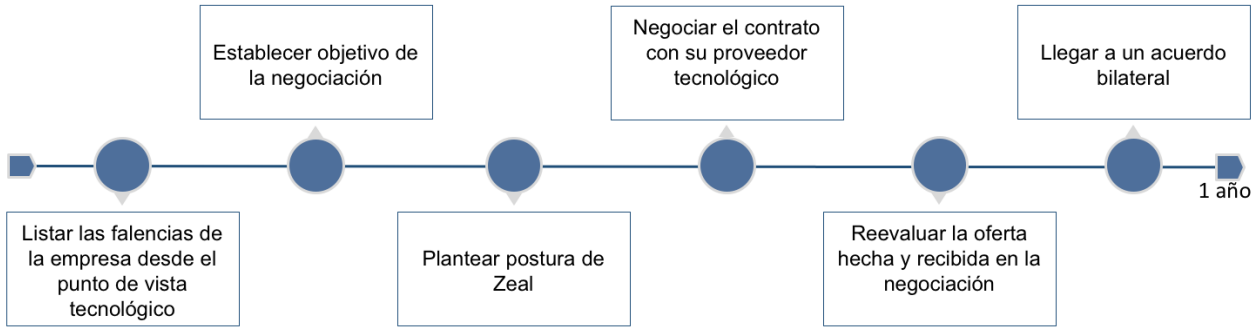 Listar las falencias de
la empresa desde el
punto de vista
tecnológico
Establecer objetivo de
la negociación
Plantear postura de
Zeal
Negociar el contrato
con su proveedor
tecnológico
Reevaluar la oferta
hecha y recibida en la
negociación
Llegar a un acuerdo
bilateral
1 año